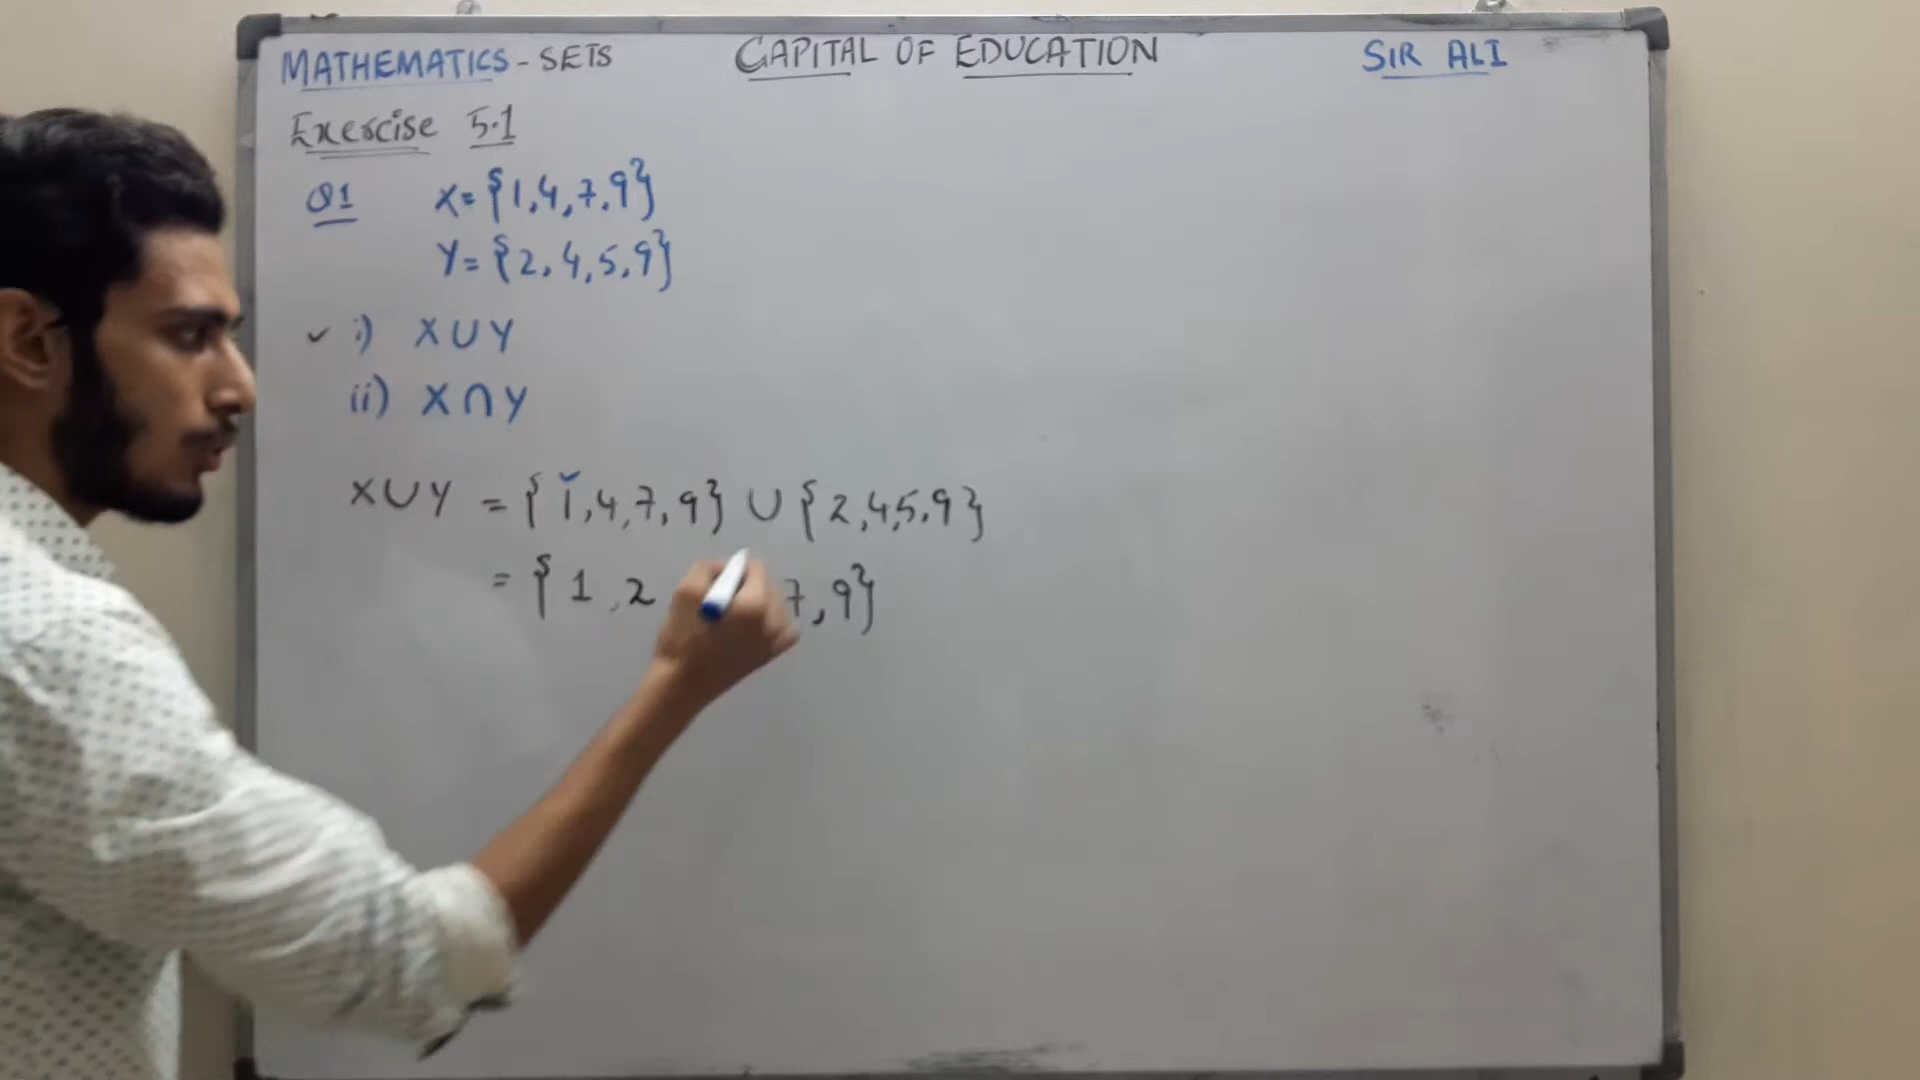 MATHEMATICS - SETS CAPITAL OF EDUCATION SIR ALI
Exercise 5.1
Q1 X = {1,4,7,9}
Y = {2,4,5,9}
✓ i) X ∪ Y
ii) X ∩ Y
X ∪ Y = {1,4,7,9} ∪ {2,4,5,9}
= {1,2 7,9}